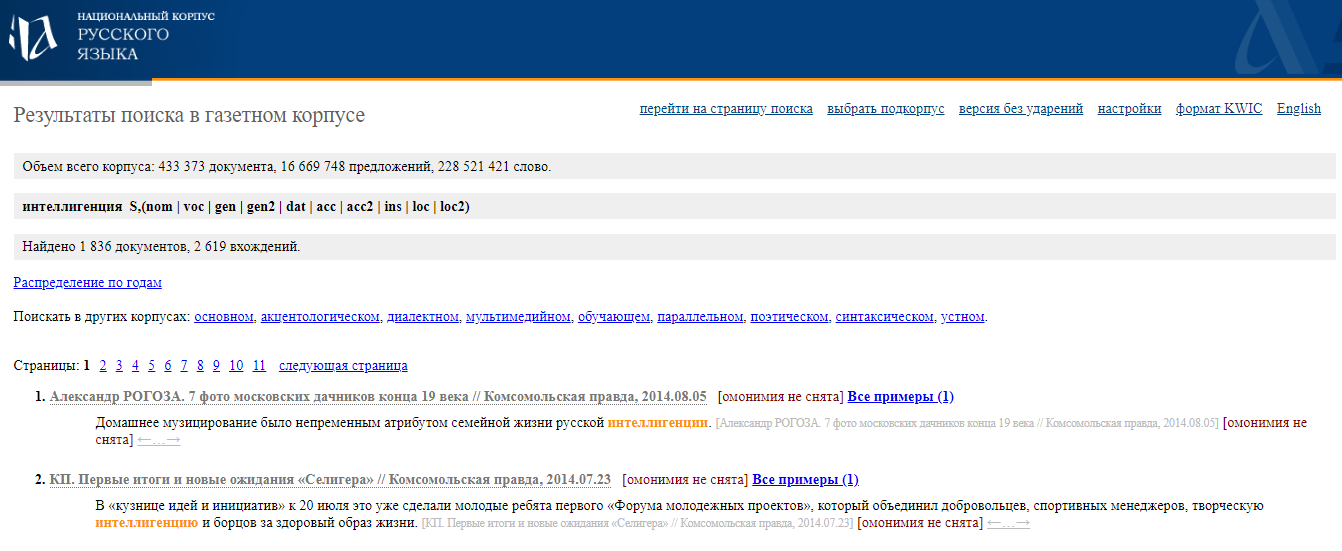 НАЦИОНАЛЬНЫЙ КОРПУС
РУССКОГО
ЯЗЫКА
Результаты поиска в газетном корпусе
перейти на страницу поиска выбрать подкорпус версия без ударений настройки формат KWIC English
Объем всего корпуса: 433 373 документа, 16 669 748 предложений, 228 521 421 слово.
интеллигенция S,(nom | voc | gen | gen2 | dat | acc | acc2 | ins | loc | loc2)
Найдено 1 836 документов, 2 619 вхождений.
Распределение по годам
Поискать в других корпусах: основном, акцентологическом, диалектном, мультимедийном, обучающем, параллельном, поэтическом, синтаксическом, устном.
Страницы: 1 2 3 4 5 6 7 8 9 10 11 следующая страница
1. Александр РОГОЗА. 7 фото московских дачников конца 19 века // Комсомольская правда, 2014.08.05 [омонимия не снята] Все примеры (1)
Домашнее музицирование было непременным атрибутом семейной жизни русской интеллигенции. [Александр РОГОЗА. 7 фото московских дачников конца 19 века // Комсомольская правда, 2014.08.05] [омонимия не
снята] ←…→
2. КП. Первые итоги и новые ожидания «Селигера» // Комсомольская правда, 2014.07.23 [омонимия не снята] Все примеры (1)
В «кузнице идей и инициатив» к 20 июля это уже сделали молодые ребята первого «Форума молодежных проектов», который объединил добровольцев, спортивных менеджеров, творческую
интеллигенцию и борцов за здоровый образ жизни. [КП. Первые итоги и новые ожидания «Селигера» // Комсомольская правда, 2014.07.23] [омонимия не снята] ←…→